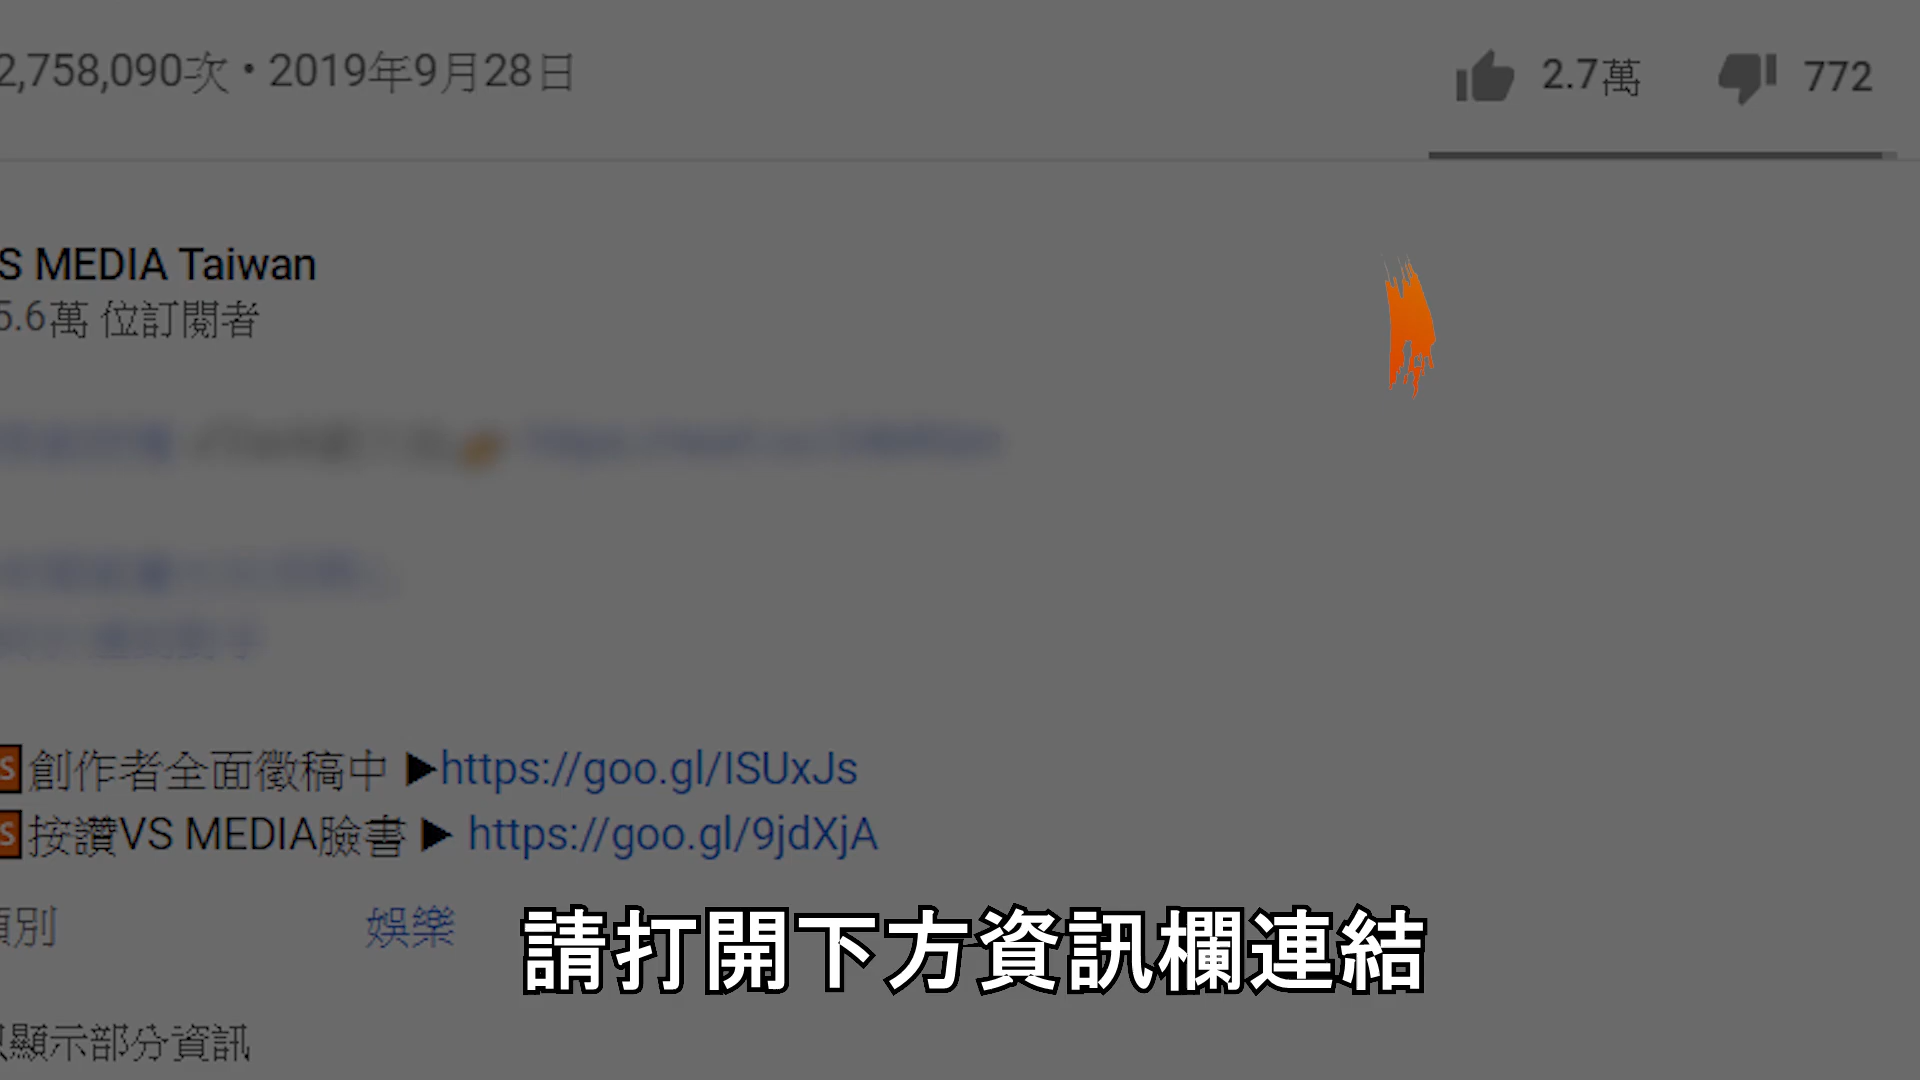 2,758,090次 • 2019年9月28日
2.7萬
772
S MEDIA Taiwan
5.6萬 位訂閱者
S創作者全面徵稿中 ▶https://goo.gl/ISUxJs
S按讚VS MEDIA臉書 ▶ https://goo.gl/9jdXjA
類別 娛樂
請打開下方資訊欄連結
只顯示部分資訊